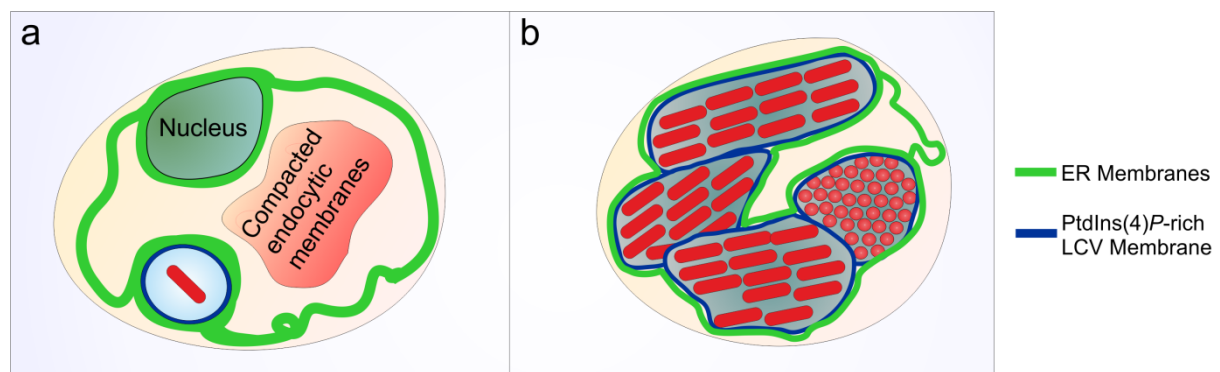 a
b
Nucleus
Compacted
endocytic
membranes
ER Membranes
PtdIns(4)P-rich
LCV Membrane